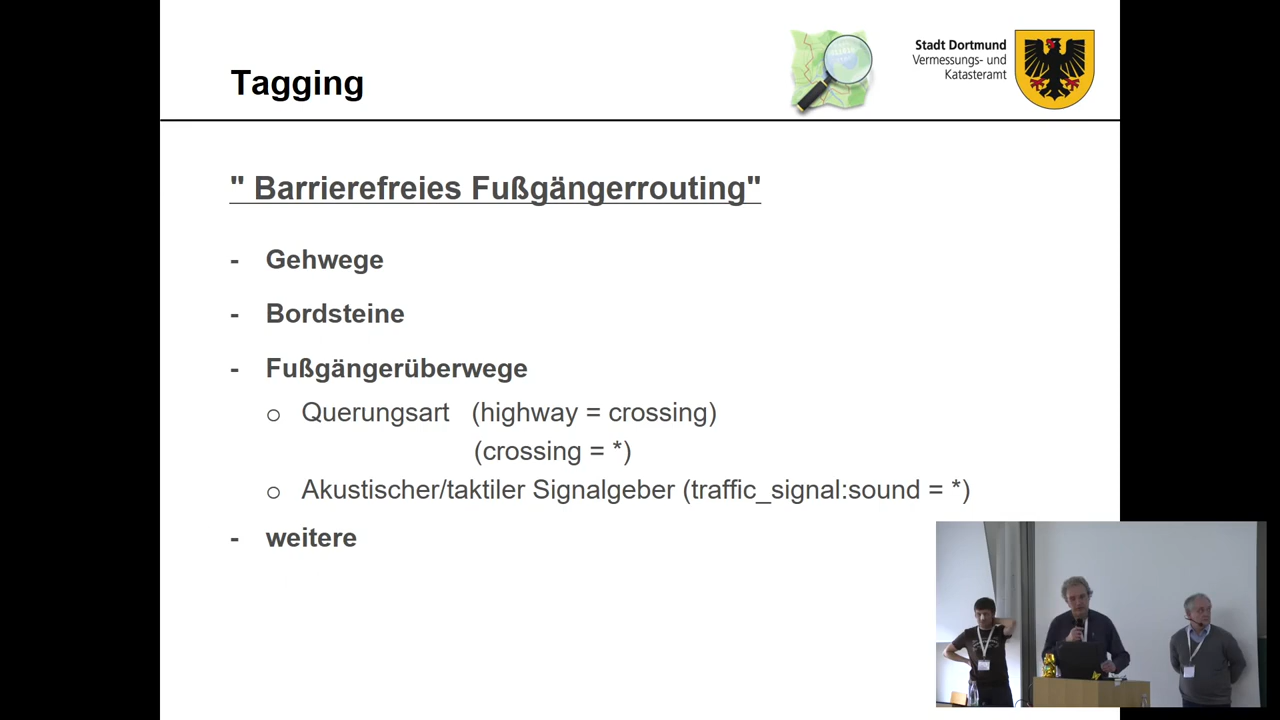 Tagging
Stadt Dortmund
Vermessungs- und
Katasteramt
" Barrierefreies Fußgängerrouting"
- Gehwege
- Bordsteine
- Fußgängerüberwege
o Querungsart (highway = crossing)
(crossing = *)
o Akustischer/taktiler Signalgeber (traffic_signal:sound = *)
- weitere